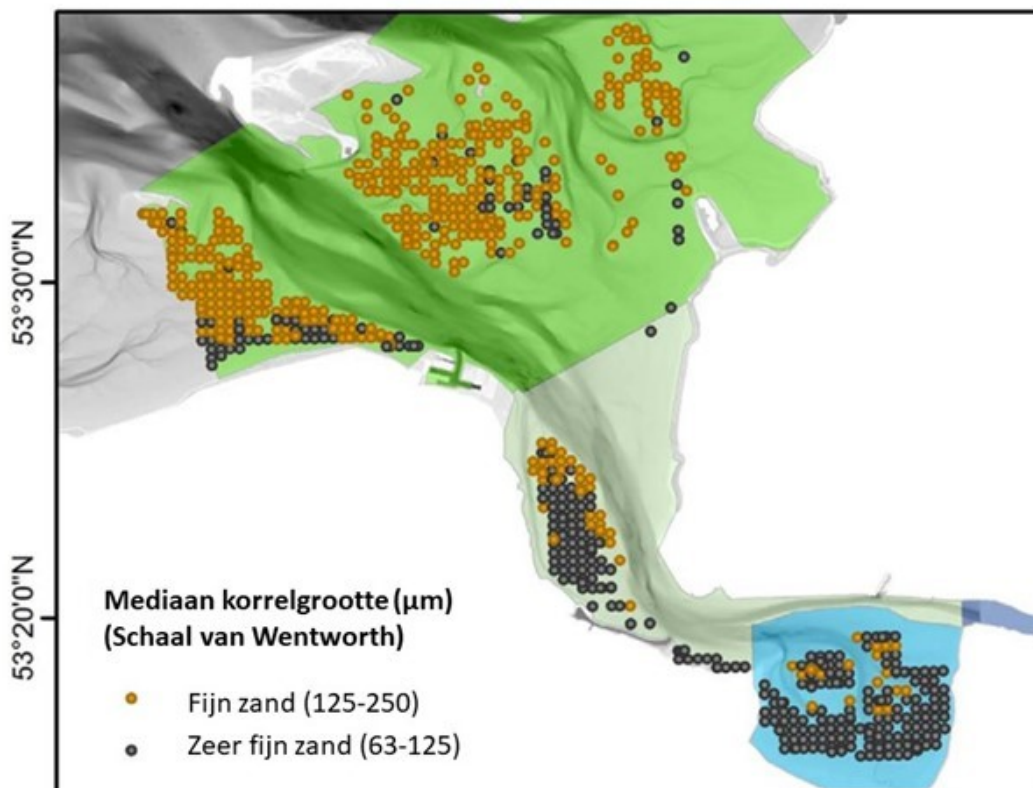 53°30'0"N
53°20'0"N
Mediaan korrelgrootte (µm)
(Schaal van Wentworth)
Fijn zand (125-250)
Zeer fijn zand (63-125)